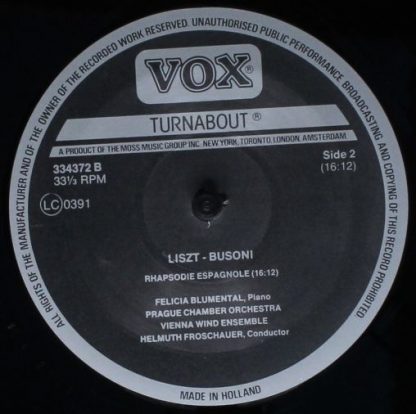 ALL RIGHTS OF THE MANUFACTURER AND OF THE OWNER OF THE RECORDED WORK RESERVED. UNAUTHORISED PUBLIC PERFORMANCE BROADCASTING AND COPYING OF THIS RECORD PROHIBITED
VOX®
TURNABOUT ®
A PRODUCT OF THE MOSS MUSIC GROUP INC. NEW YORK, TORONTO, LONDON, AMSTERDAM.
334372 B
33⅓ RPM
Side 2
(16:12)
LC 0391
LISZT - BUSONI
RHAPSODIE ESPAGNOLE (16:12)
FELICIA BLUMENTAL, Piano
PRAGUE CHAMBER ORCHESTRA
VIENNA WIND ENSEMBLE
HELMUTH FROSCHAUER, Conductor
MADE IN HOLLAND